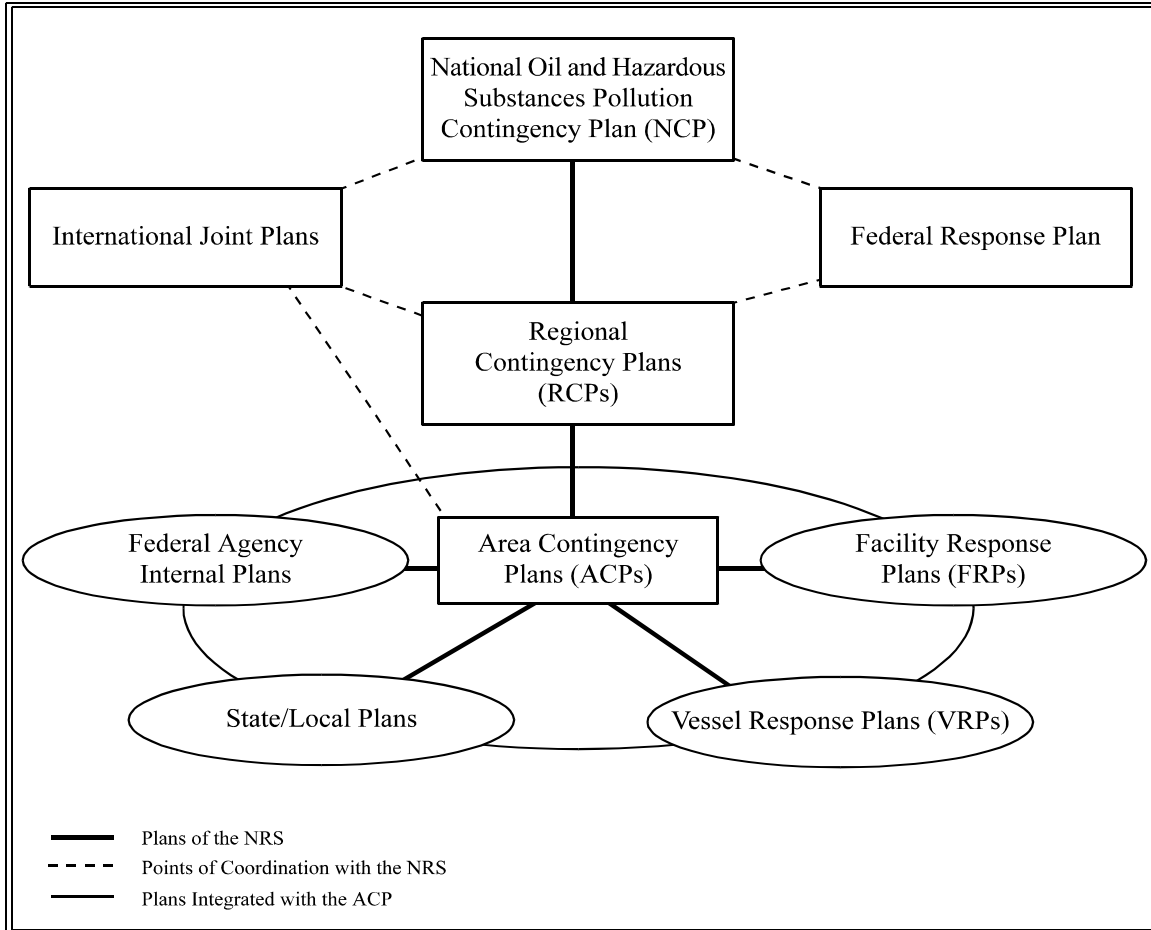 National Oil and Hazardous
Substances Pollution
Contingency Plan (NCP)
International Joint Plans
Federal Response Plan
Regional
Contingency Plans
(RCPs)
Federal Agency
Internal Plans
Area Contingency
Plans (ACPs)
Facility Response
Plans (FRPs)
State/Local Plans
Vessel Response Plans (VRPs)
Plans of the NRS
Points of Coordination with the NRS
Plans Integrated with the ACP